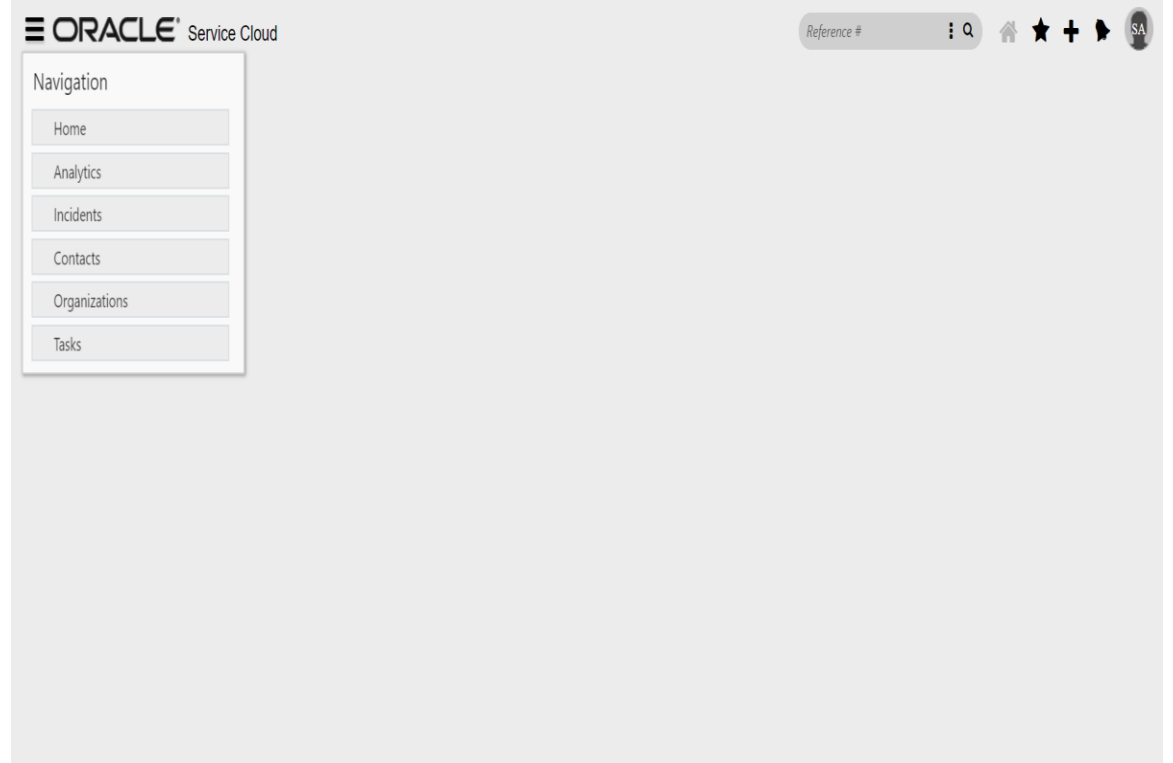 ORACLE® Service Cloud
Reference #
SA
Navigation
Home
Analytics
Incidents
Contacts
Organizations
Tasks